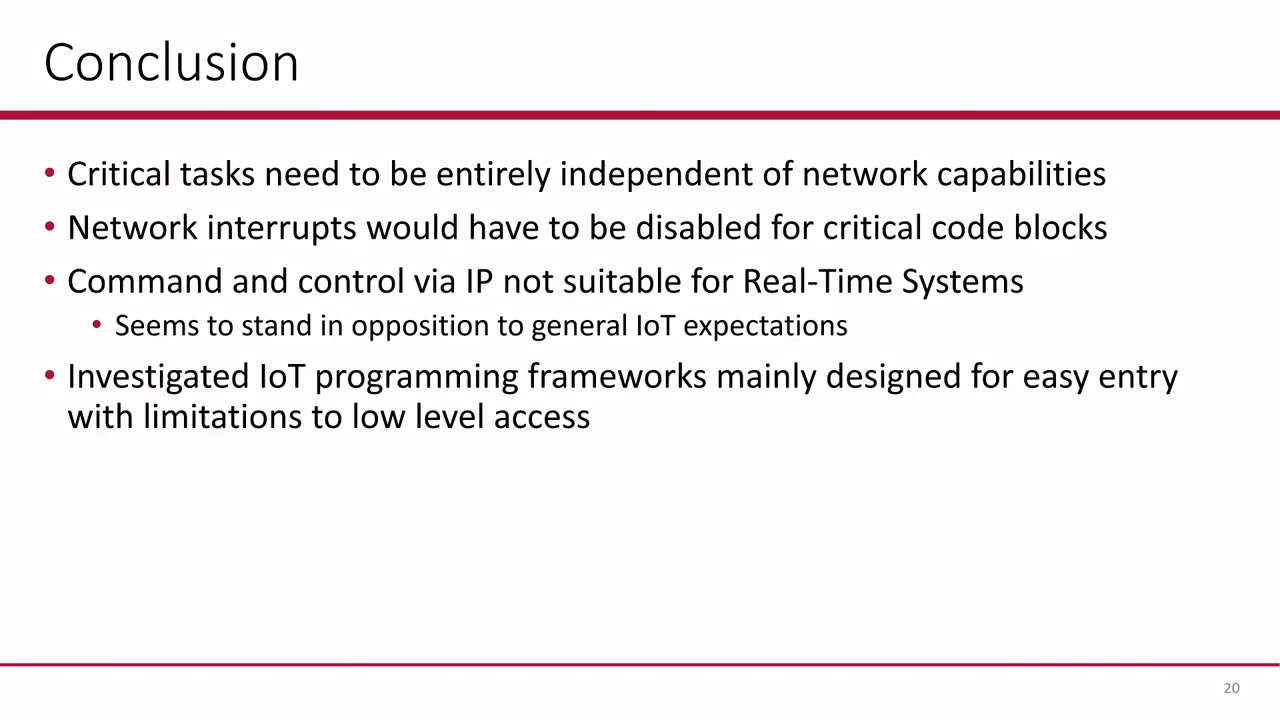 Conclusion
• Critical tasks need to be entirely independent of network capabilities
• Network interrupts would have to be disabled for critical code blocks
• Command and control via IP not suitable for Real-Time Systems
• Seems to stand in opposition to general IoT expectations
• Investigated IoT programming frameworks mainly designed for easy entry
with limitations to low level access
20